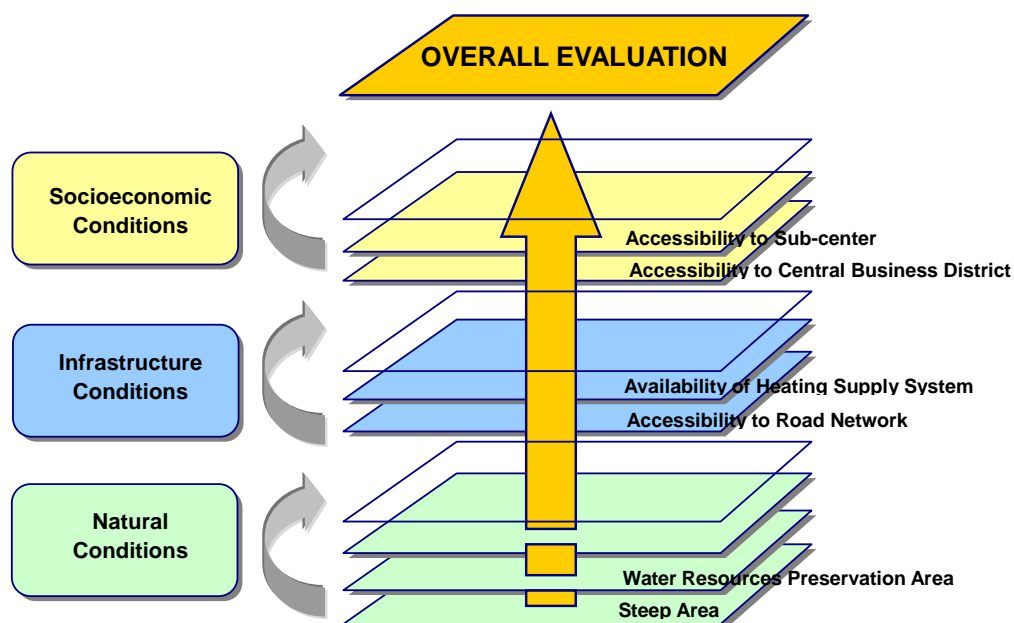 OVERALL EVALUATION
Socioeconomic
Conditions
Accessibility to Sub-center
Accessibility to Central Business District
Infrastructure
Conditions
Availability of Heating Supply System
Accessibility to Road Network
Natural
Conditions
Water Resources Preservation Area
Steep Area